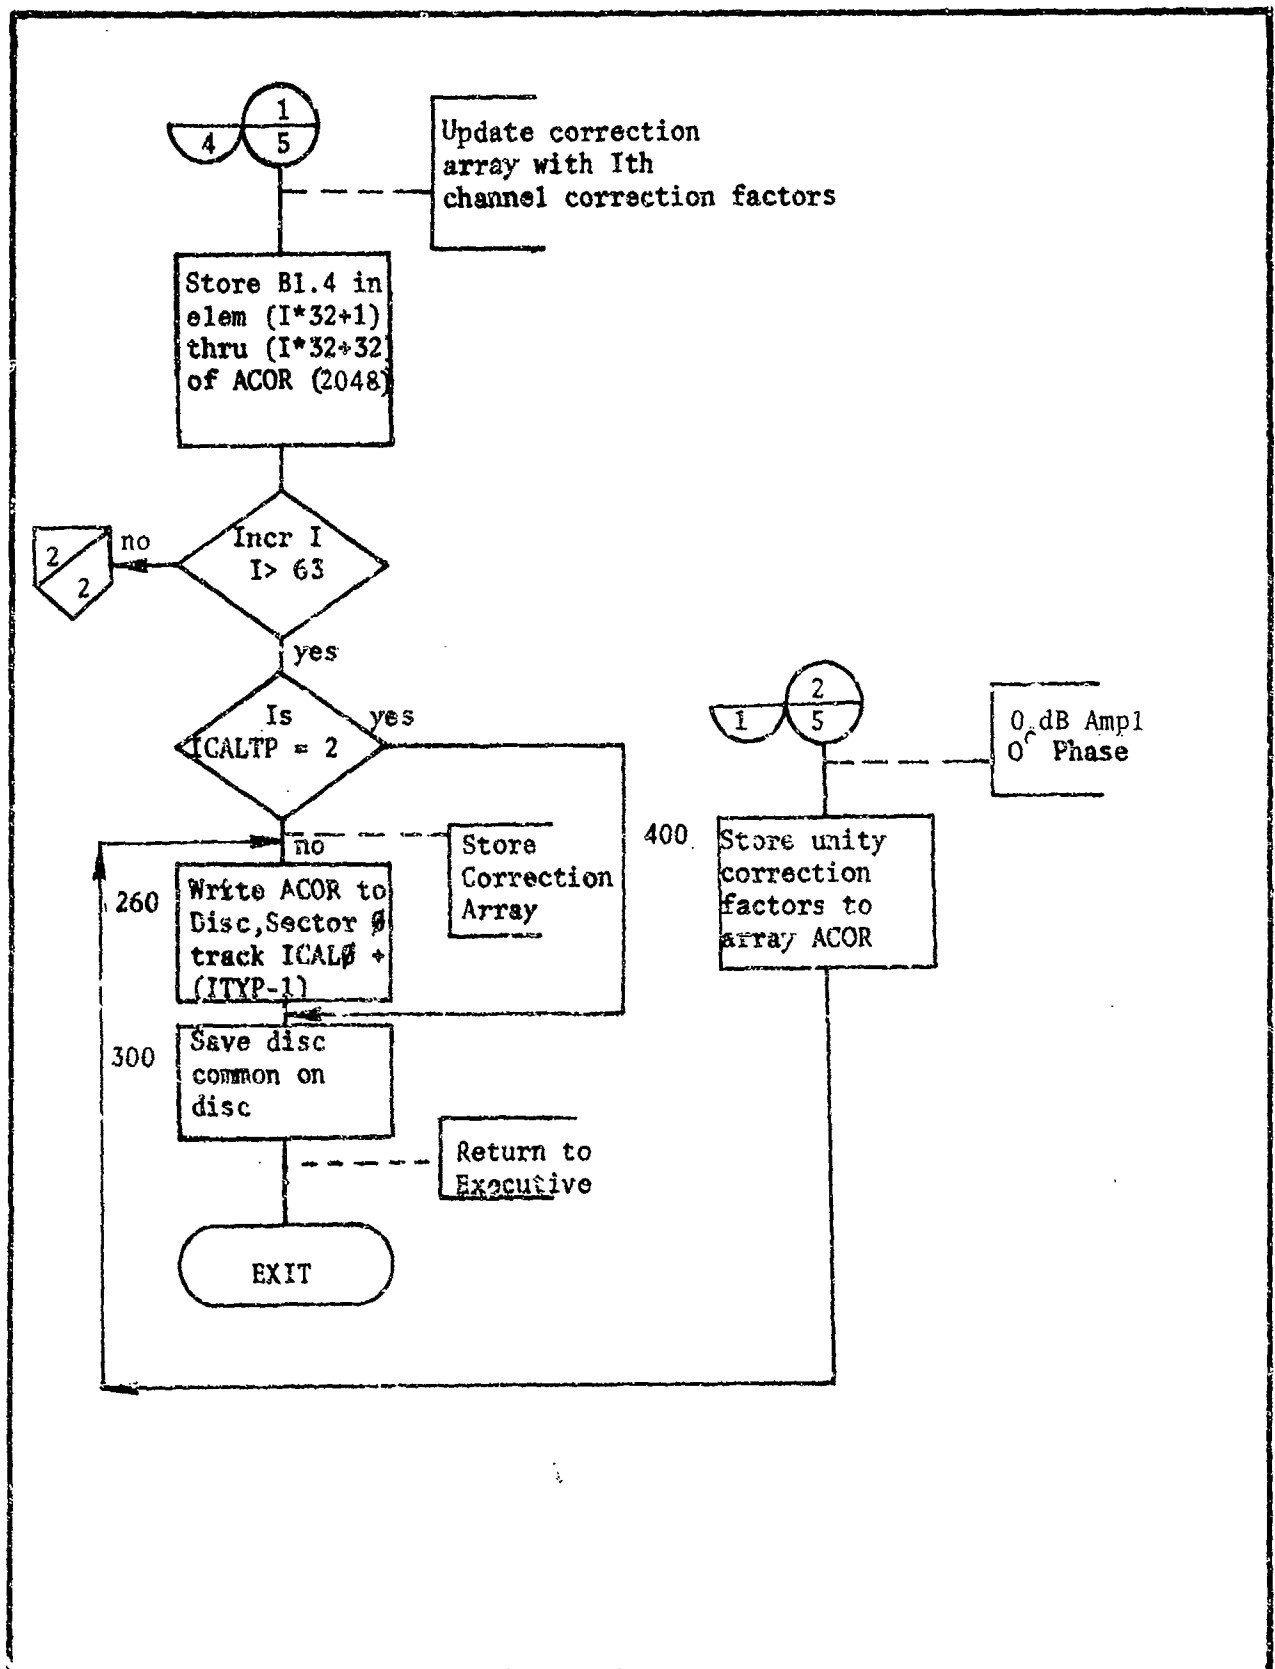 1
4 5
Update correction
array with Ith
channel correction factors
Store BI.4 in
elem (I*32+1)
thru (I*32+32
of ACOR (2048)
Incr I
I> 63
no
2
2
yes
Is
ICALTP = 2
yes
no
Store
Correction
Array
260
Write ACOR to
Disc,Sector Ø
track ICALØ +
(ITYP-1)
300
Save disc
common on
disc
Return to
Executive
EXIT
2
1 5
0 dB Ampl
0° Phase
400
Store unity
correction
factors to
array ACOR